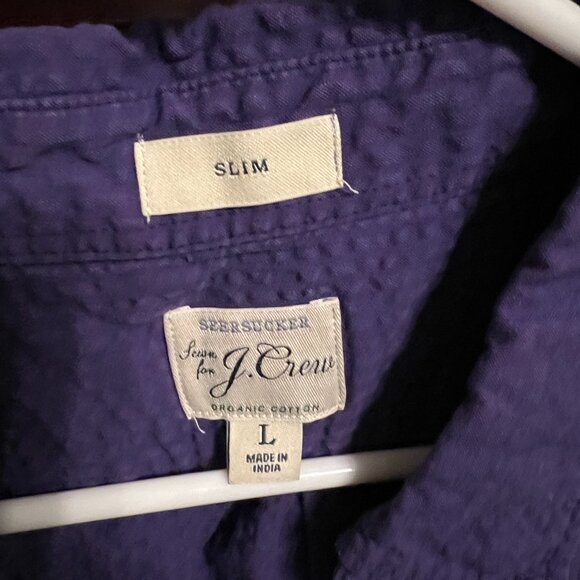 SLIM
SEERSUCKER
Sewn for J.Crew
ORGANIC COTTON
L
MADE IN
INDIA